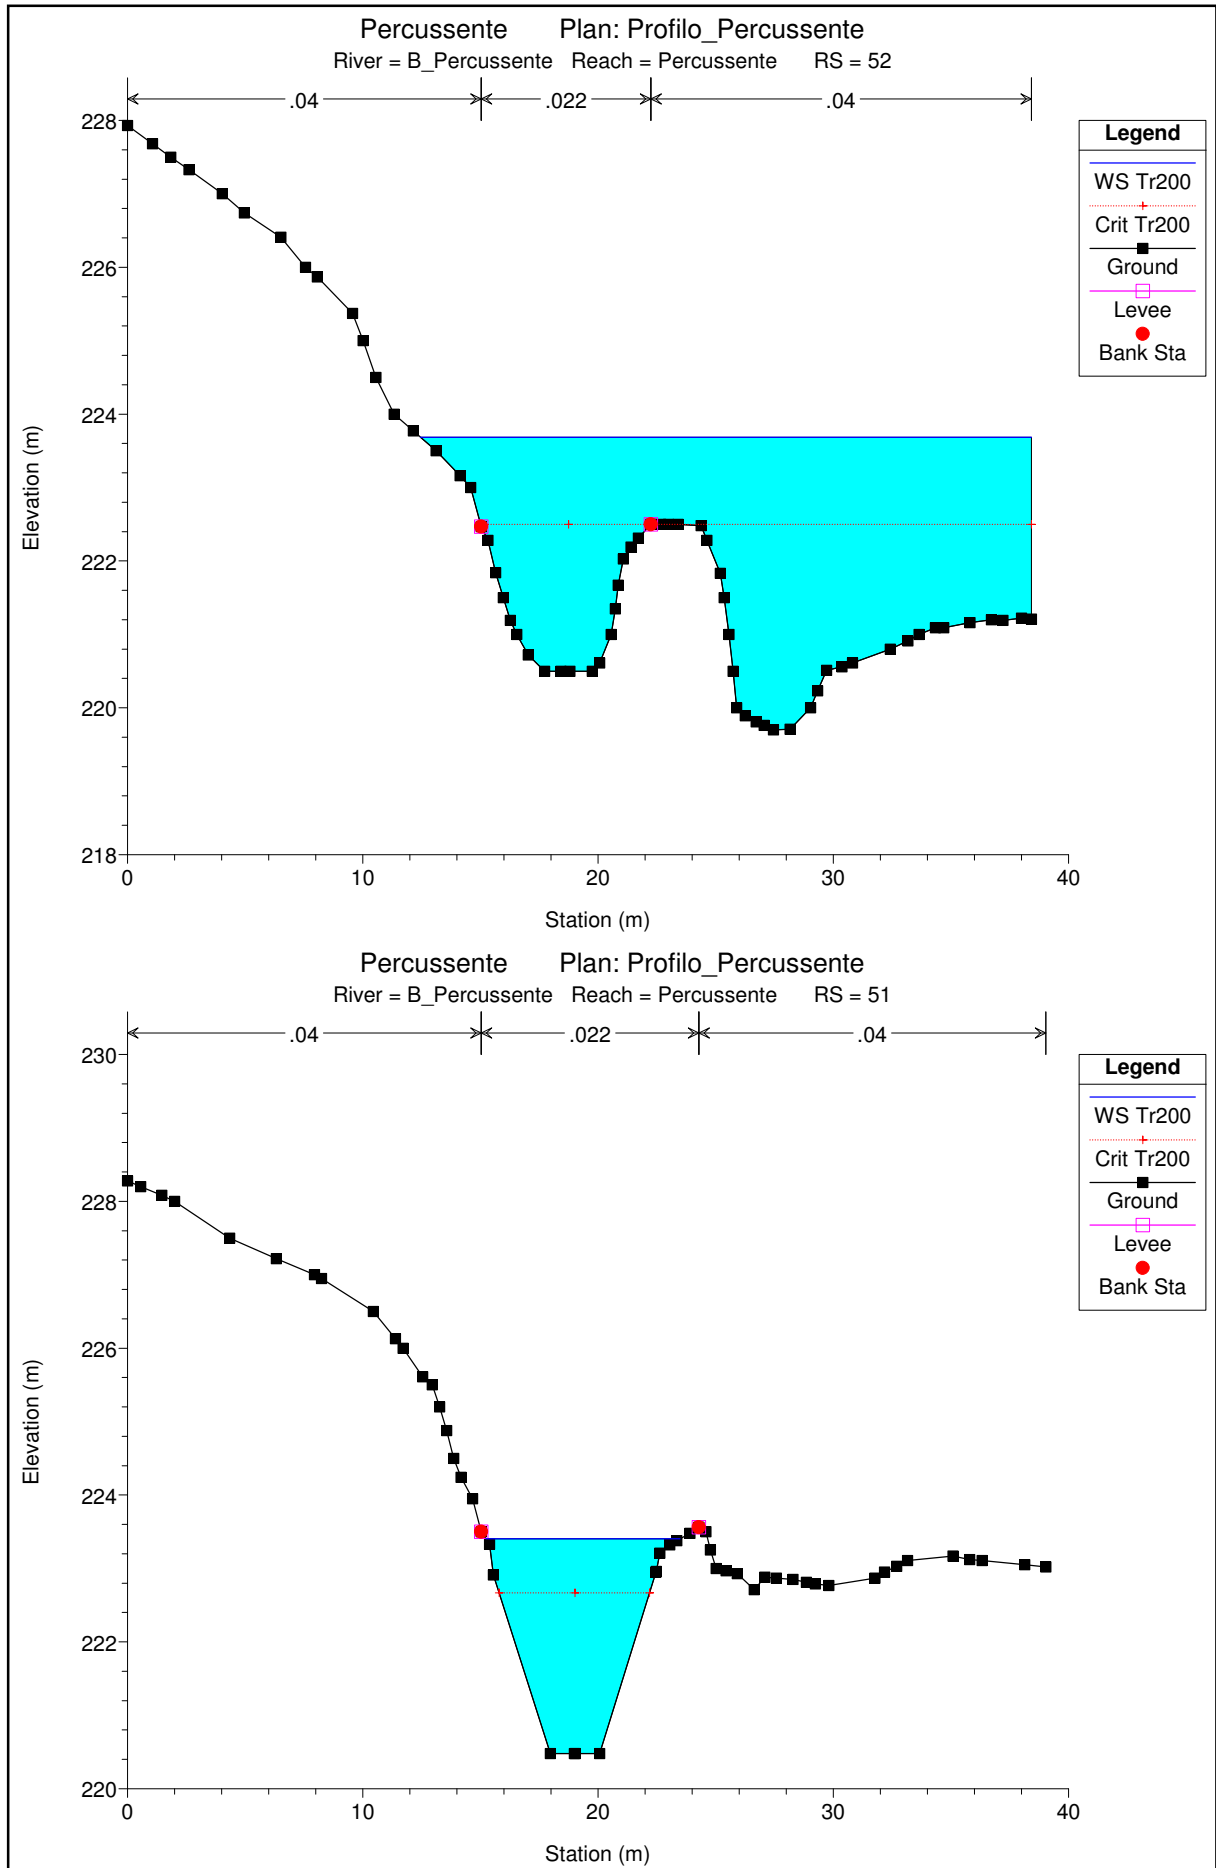 Percussente Plan: Profilo_Percussente
River = B_Percussente Reach = Percussente RS = 52
.04 .022 .04
228
226
224
222
220
218
Elevation (m)
0 10 20 30 40
Station (m)
Legend
WS Tr200
Crit Tr200
Ground
Levee
Bank Sta
Percussente Plan: Profilo_Percussente
River = B_Percussente Reach = Percussente RS = 51
.04 .022 .04
230
228
226
224
222
220
Elevation (m)
0 10 20 30 40
Station (m)
Legend
WS Tr200
Crit Tr200
Ground
Levee
Bank Sta